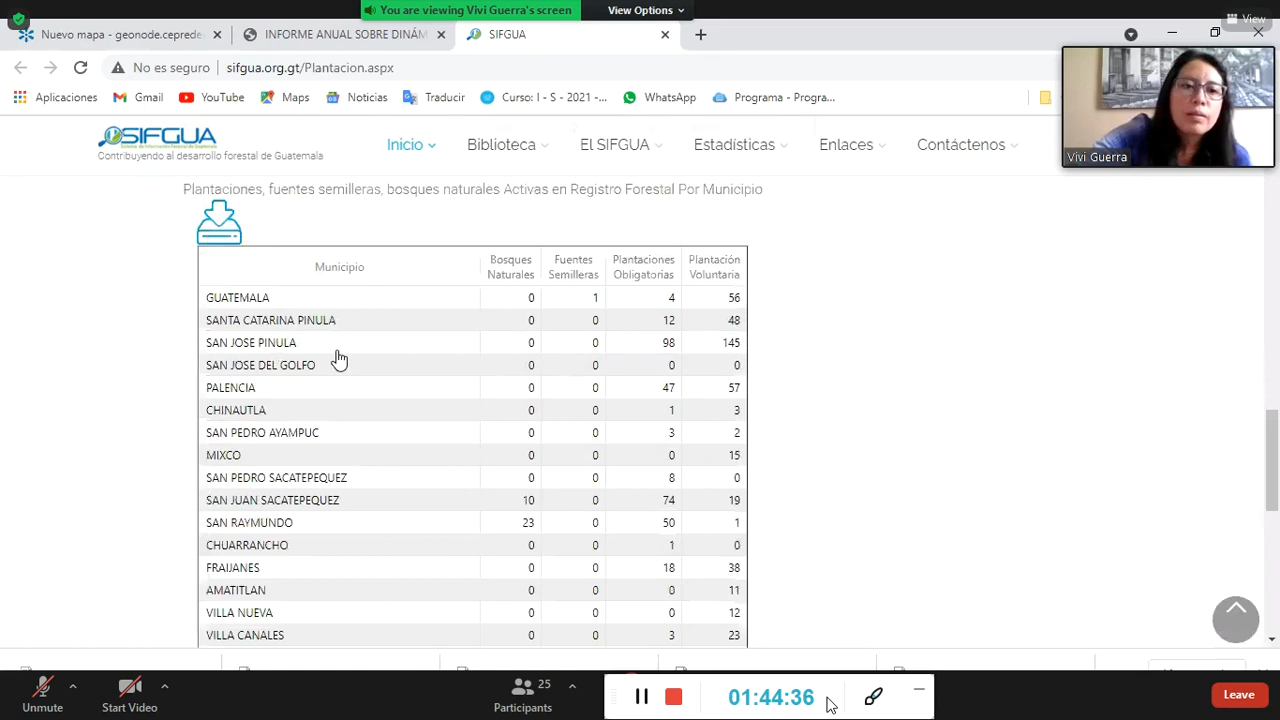 You are viewing Vivi Guerra's screen View Options
View
Nuevo mapa - geonode.ceprede INFORME ANUAL SOBRE DINÁM SIFGUA
No es seguro sifgua.org.gt/Plantacion.aspx
Aplicaciones Gmail YouTube Maps Noticias Traducir Curso: I - S - 2021 -... WhatsApp Programa - Progra...
SIFGUA
Contribuyendo al desarrollo forestal de Guatemala
Inicio Biblioteca El SIFGUA Estadísticas Enlaces Contáctenos
Vivi Guerra
Plantaciones, fuentes semilleras, bosques naturales Activas en Registro Forestal Por Municipio
Municipio Bosques Naturales Fuentes Semilleras Plantaciones Obligatorias Plantación Voluntaria
GUATEMALA 0 1 4 56
SANTA CATARINA PINULA 0 0 12 48
SAN JOSE PINULA 0 0 98 145
SAN JOSE DEL GOLFO 0 0 0 0
PALENCIA 0 0 47 57
CHINAUTLA 0 0 1 3
SAN PEDRO AYAMPUC 0 0 3 2
MIXCO 0 0 0 15
SAN PEDRO SACATEPEQUEZ 0 0 8 0
SAN JUAN SACATEPEQUEZ 10 0 74 19
SAN RAYMUNDO 23 0 50 1
CHUARRANCHO 0 0 1 0
FRAIJANES 0 0 18 38
AMATITLAN 0 0 0 11
VILLA NUEVA 0 0 0 12
VILLA CANALES 0 0 3 23
Unmute Start Video 25 Participants 01:44:36 Leave